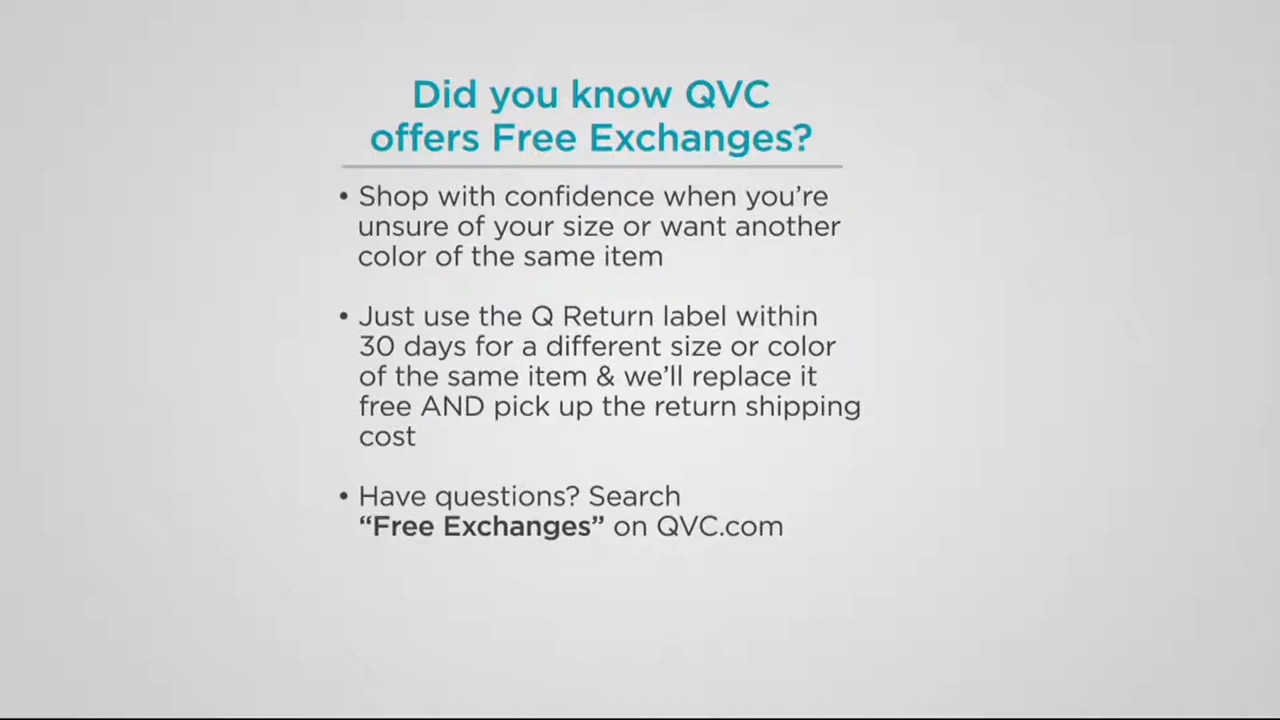 Did you know QVC
offers Free Exchanges?
• Shop with confidence when you're
unsure of your size or want another
color of the same item
• Just use the Q Return label within
30 days for a different size or color
of the same item & we'll replace it
free AND pick up the return shipping
cost
• Have questions? Search
“Free Exchanges” on QVC.com